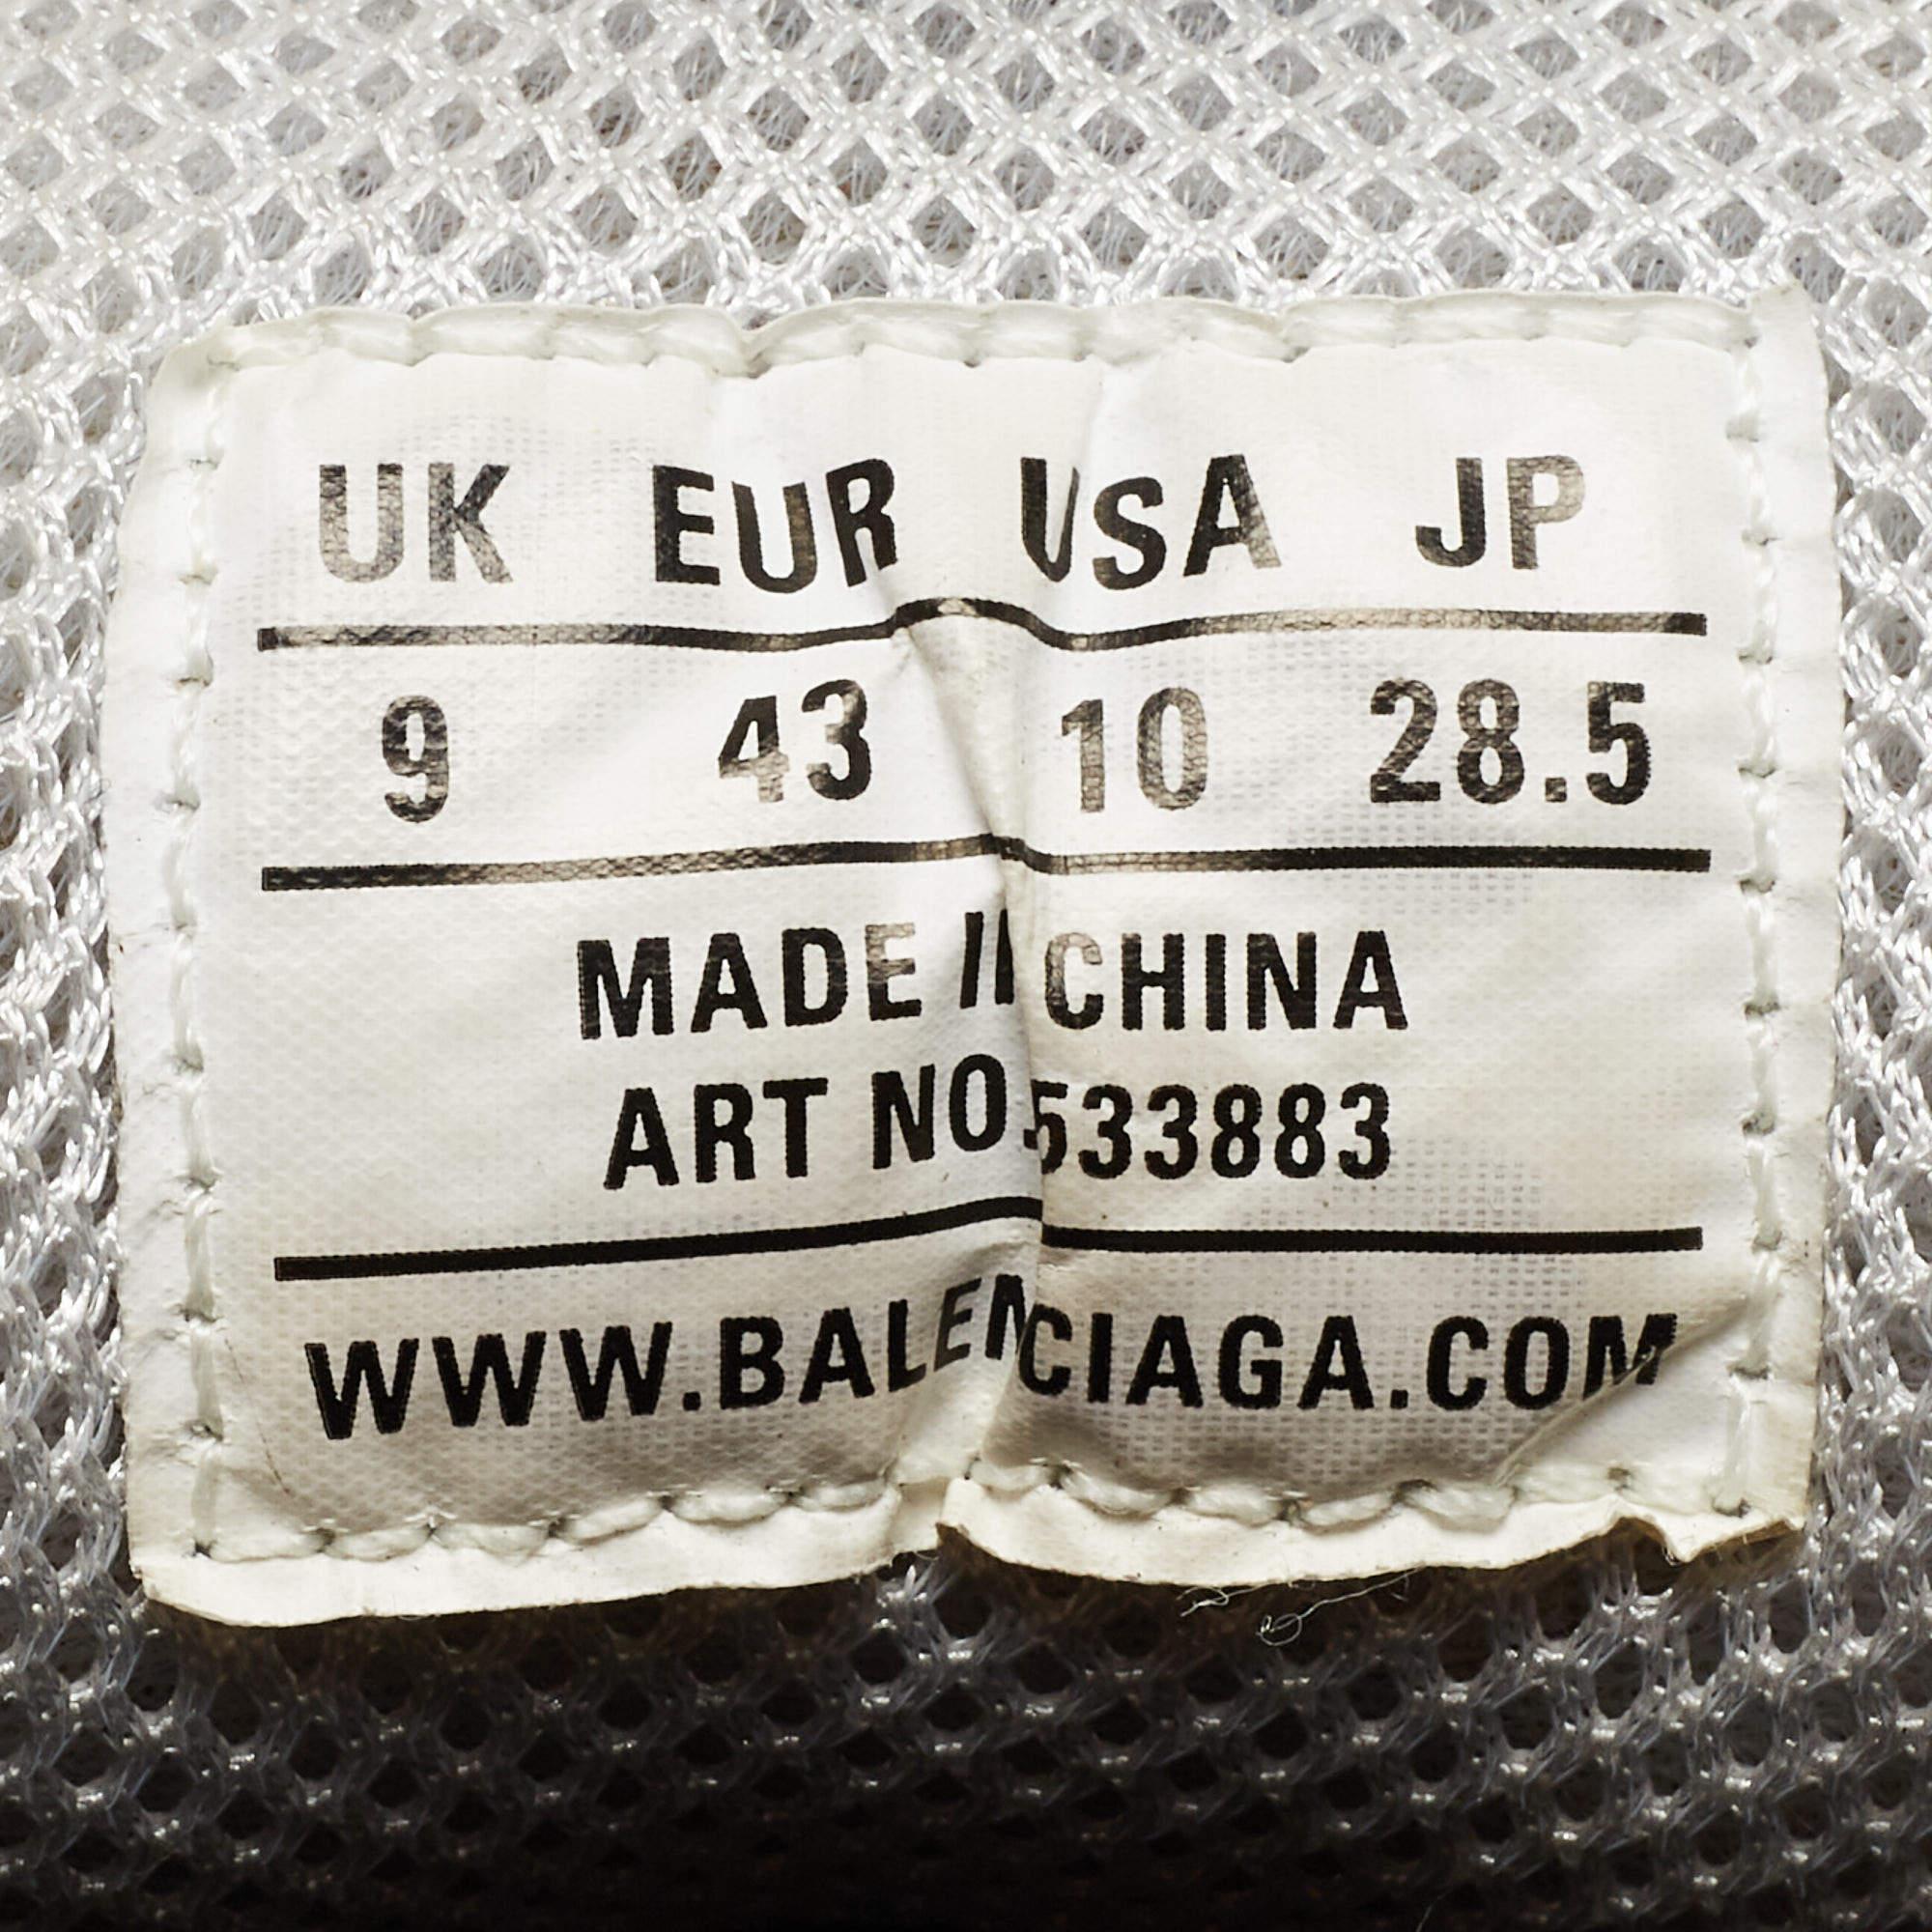 UK EUR USA JP
9 43 10 28.5
MADE IN CHINA
ART NO.533883
WWW.BALENCIAGA.COM